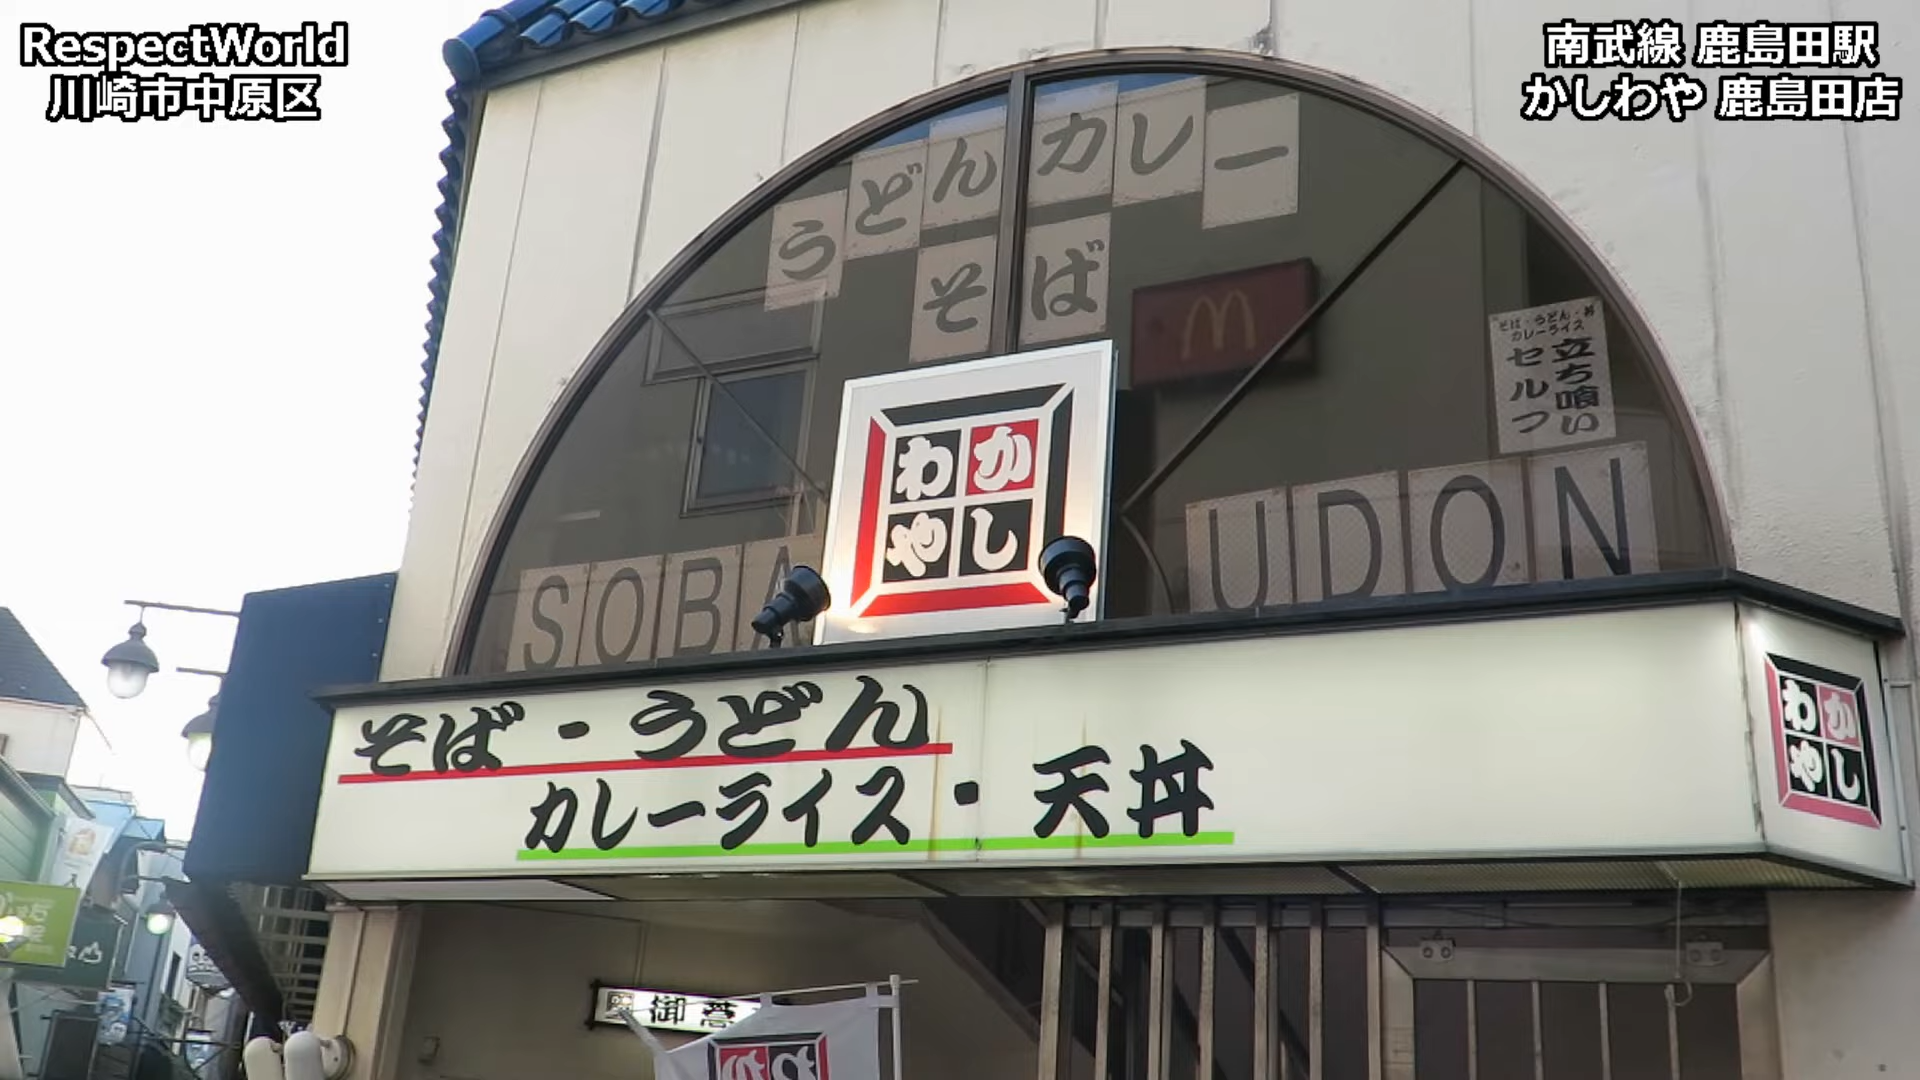 RespectWorld
川崎市中原区
南武線 鹿島田駅
かしわや 鹿島田店
うどんカレー
そば
そば・うどん・丼
カレーライス
立ち喰い
セルフ
かし
わや
SOBA
UDON
そば・うどん
カレーライス・天丼
かし
わや
御蕎
わか